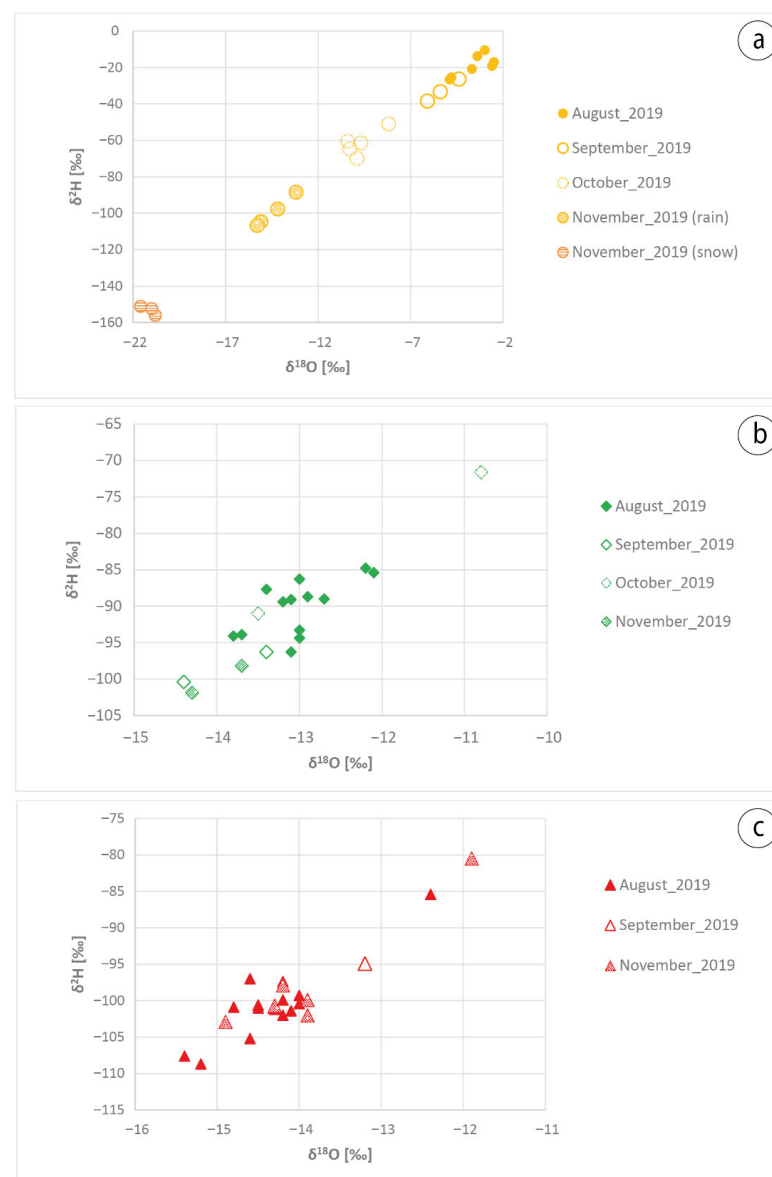 a
0
−20
−40
−60
−80
−100
−120
−140
−160
δ²H [‰]
−22
−17
−12
−7
−2
δ¹⁸O [‰]
August_2019
September_2019
October_2019
November_2019 (rain)
November_2019 (snow)
b
−65
−70
−75
−80
−85
−90
−95
−100
−105
δ²H [‰]
−15
−14
−13
−12
−11
−10
δ¹⁸O [‰]
August_2019
September_2019
October_2019
November_2019
c
−75
−80
−85
−90
−95
−100
−105
−110
−115
δ²H [‰]
−16
−15
−14
−13
−12
−11
δ¹⁸O [‰]
August_2019
September_2019
November_2019